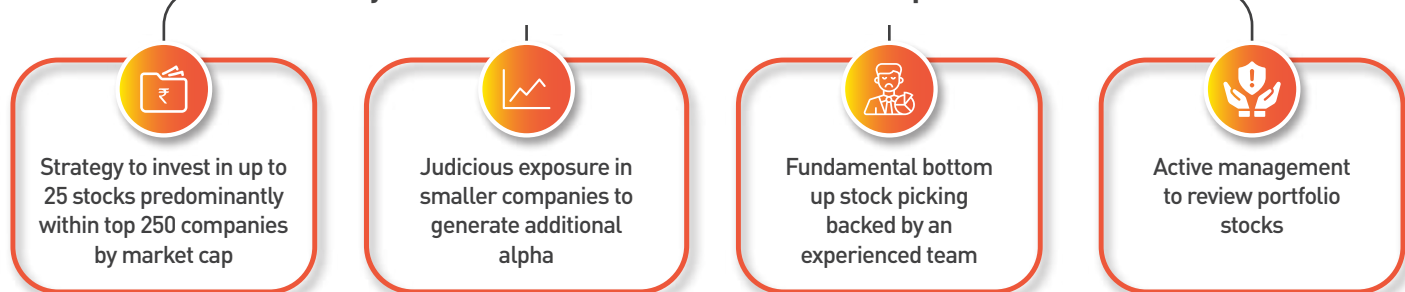 Strategy to invest in up to
25 stocks predominantly
within top 250 companies
by market cap
Judicious exposure in
smaller companies to
generate additional
alpha
Fundamental bottom
up stock picking
backed by an
experienced team
Active management
to review portfolio
stocks
₹